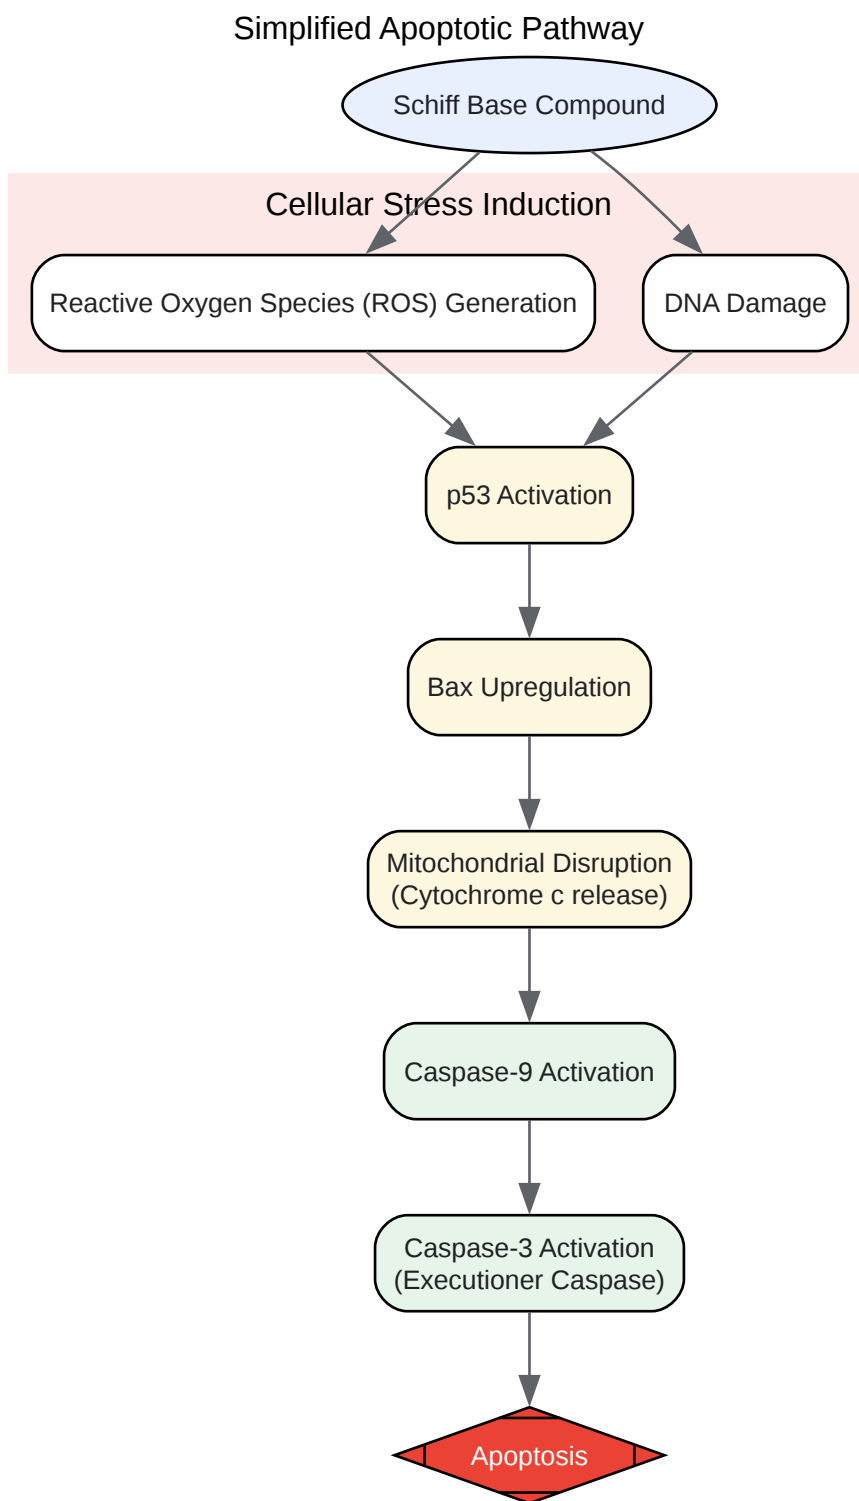 Simplified Apoptotic Pathway
Schiff Base Compound
Cellular Stress Induction
Reactive Oxygen Species (ROS) Generation
DNA Damage
p53 Activation
Bax Upregulation
Mitochondrial Disruption
(Cytochrome c release)
Caspase-9 Activation
Caspase-3 Activation
(Executioner Caspase)
Apoptosis